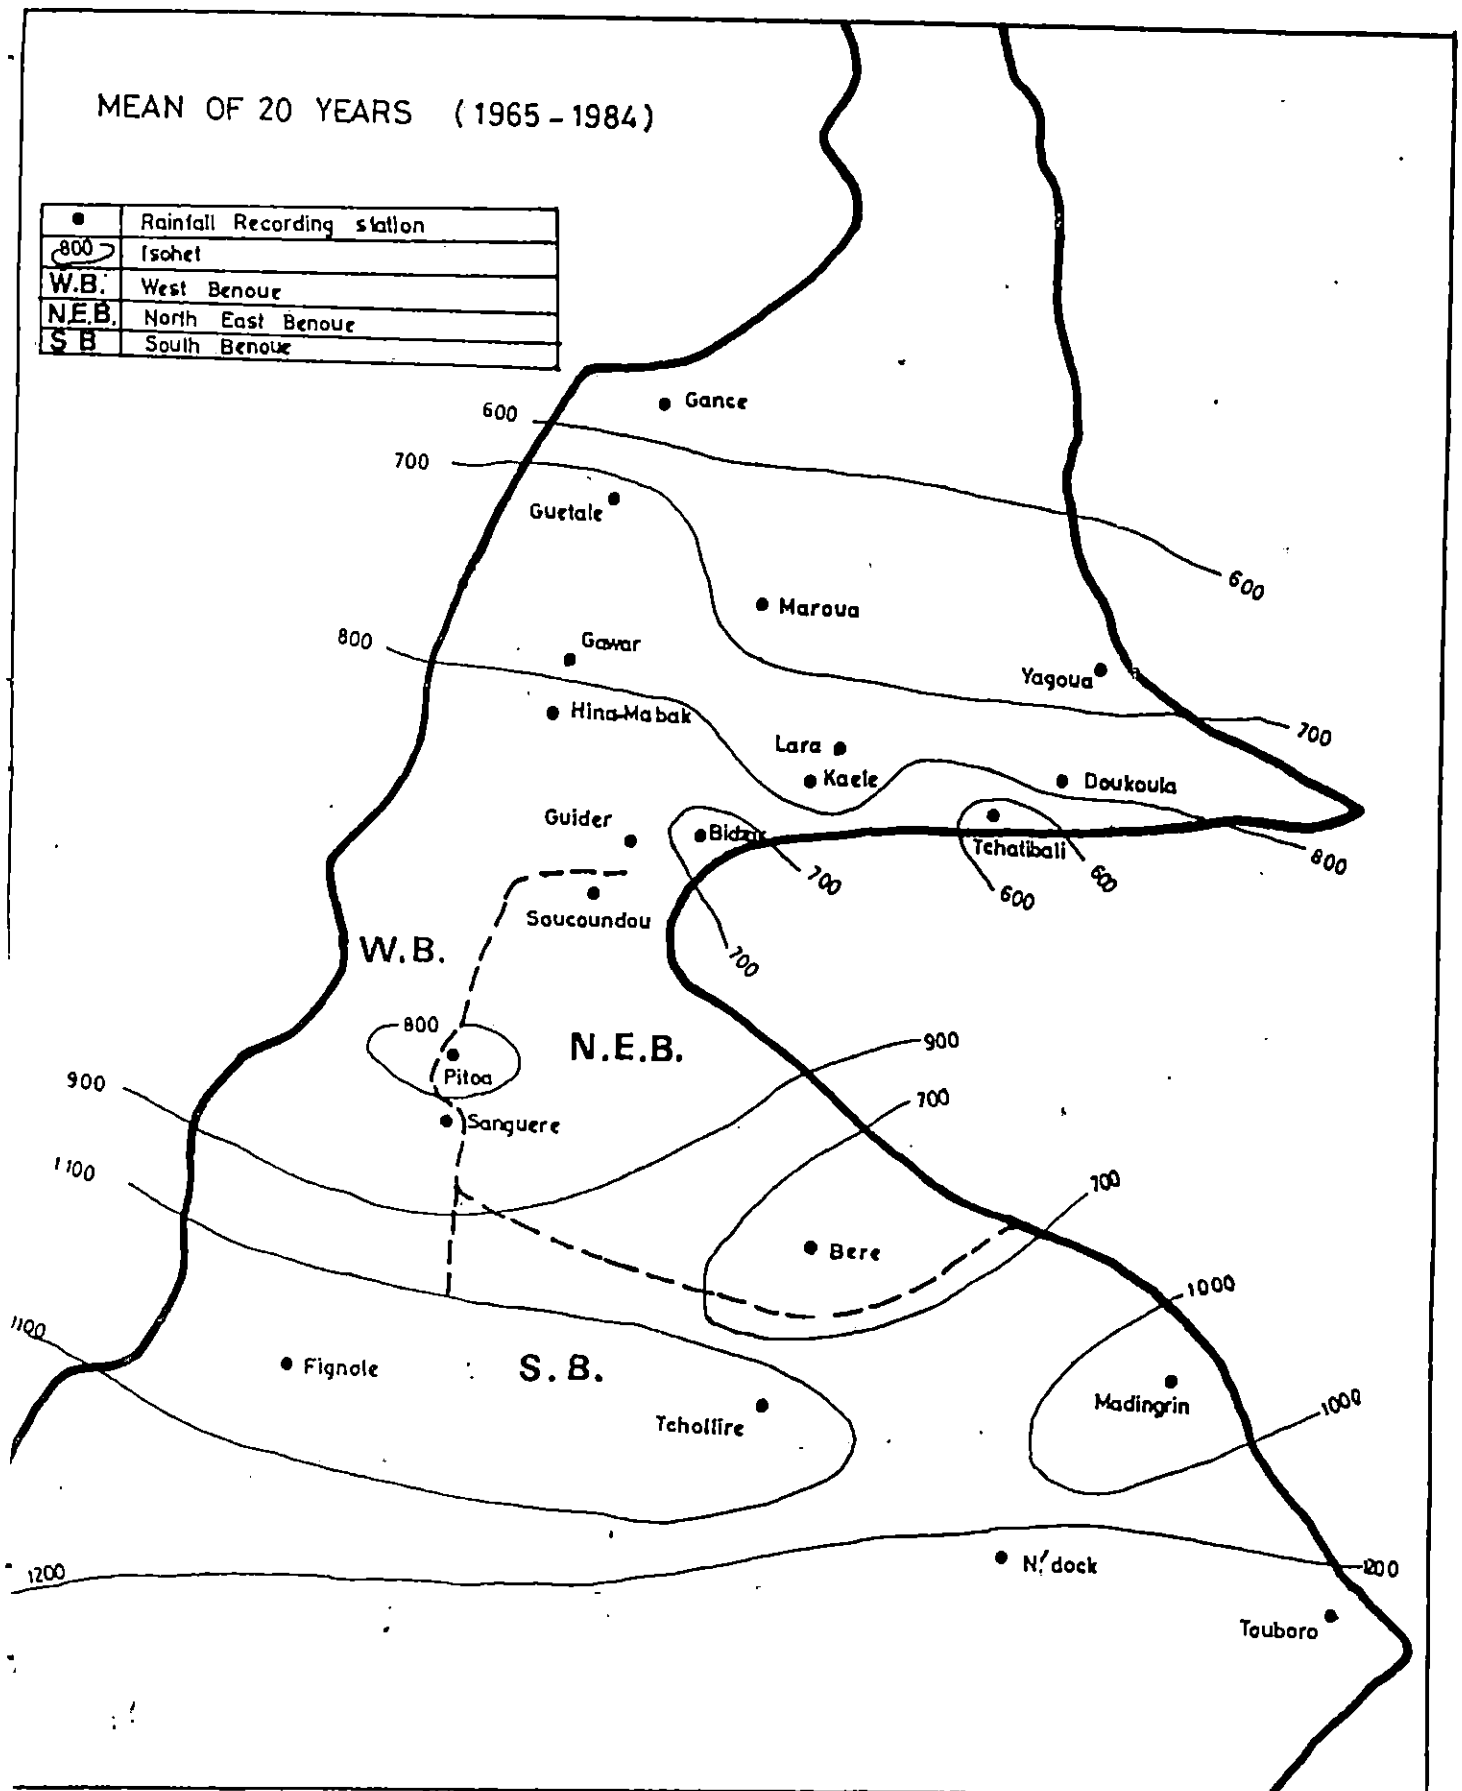 MEAN OF 20 YEARS (1965-1984)
Rainfall Recording station
800 Isohet
W.B. West Benoue
N.E.B. North East Benoue
S B South Benoue
Gance
600
700
Guetale
600
Maroua
800
Gawar
Yagoua
Hina-Mabak
700
Lara
Kaele
Doukoula
Guider
Bidzar
Tchatibali
800
700
600
600
Soucoundou
W.B.
700
800
N.E.B.
900
Pitoa
900
700
Sanguere
1100
700
Bere
1000
1100
Fignole
S.B.
Madingrin
1000
Tchollire
1200
N'dock
1200
Touboro